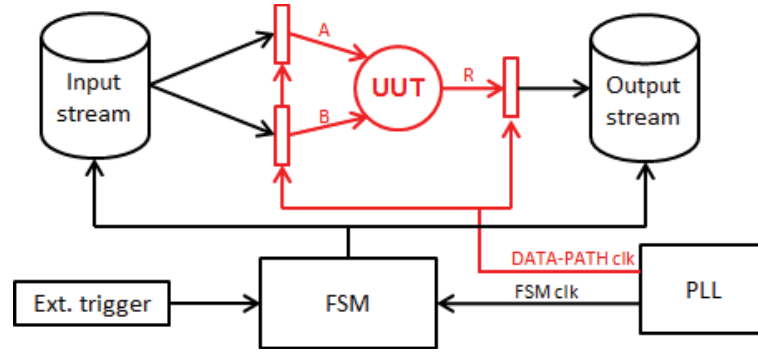 A
Input
stream
UUT
R
Output
stream
B
DATA-PATH clk
Ext. trigger
FSM
FSM clk
PLL